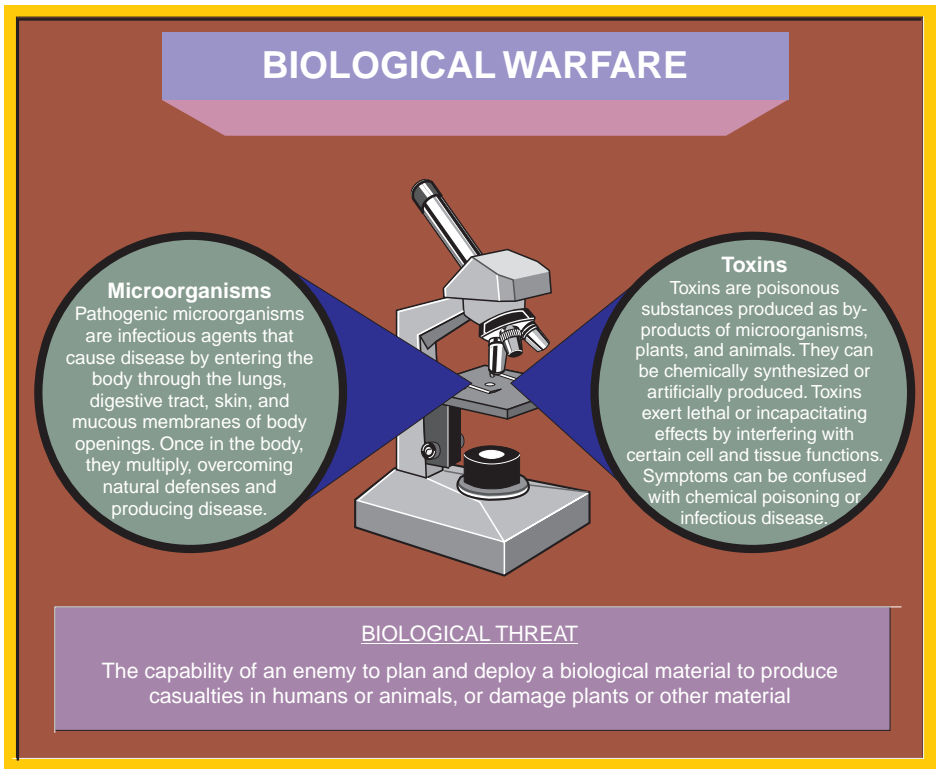 BIOLOGICAL WARFARE
Microorganisms
Pathogenic microorganisms
are infectious agents that
cause disease by entering the
body through the lungs,
digestive tract, skin, and
mucous membranes of body
openings. Once in the body,
they multiply, overcoming
natural defenses and
producing disease.
Toxins
Toxins are poisonous
substances produced as by-
products of microorganisms,
plants, and animals. They can
be chemically synthesized or
artificially produced. Toxins
exert lethal or incapacitating
effects by interfering with
certain cell and tissue functions.
Symptoms can be confused
with chemical poisoning or
infectious disease.
BIOLOGICAL THREAT
The capability of an enemy to plan and deploy a biological material to produce
casualties in humans or animals, or damage plants or other material